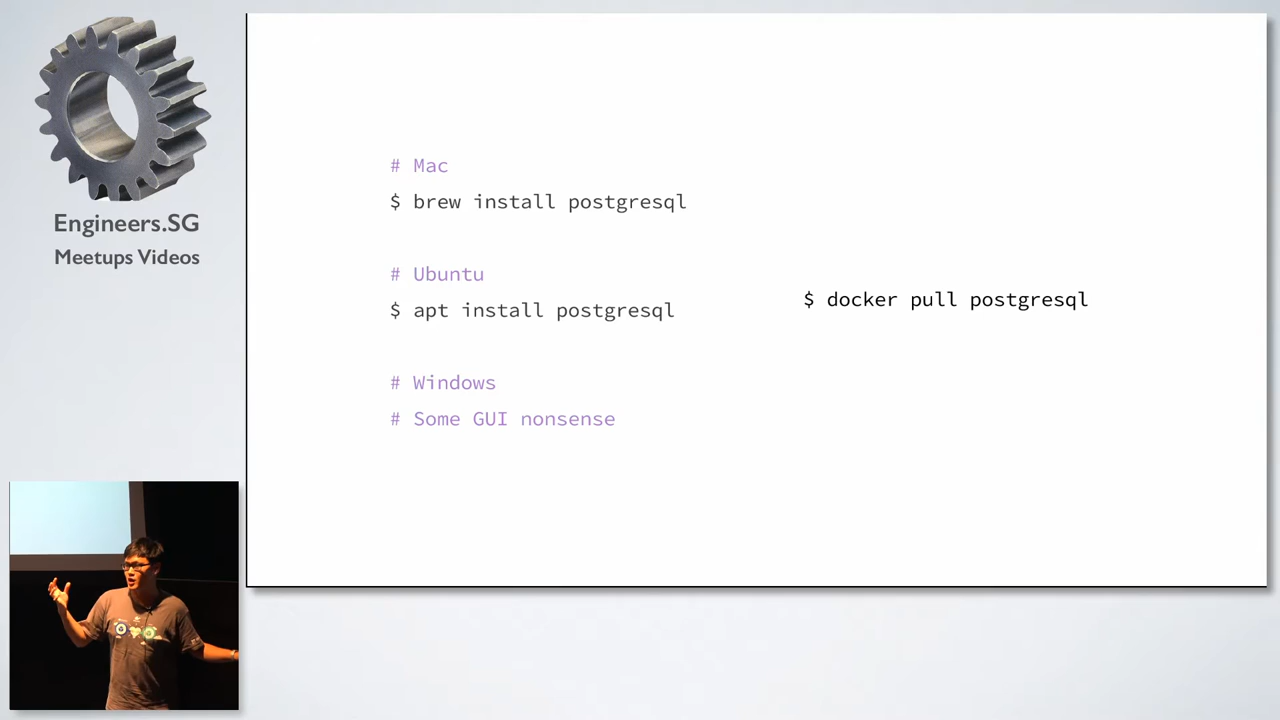 Engineers.SG
Meetups Videos
# Mac
$ brew install postgresql
# Ubuntu
$ apt install postgresql
# Windows
# Some GUI nonsense
$ docker pull postgresql